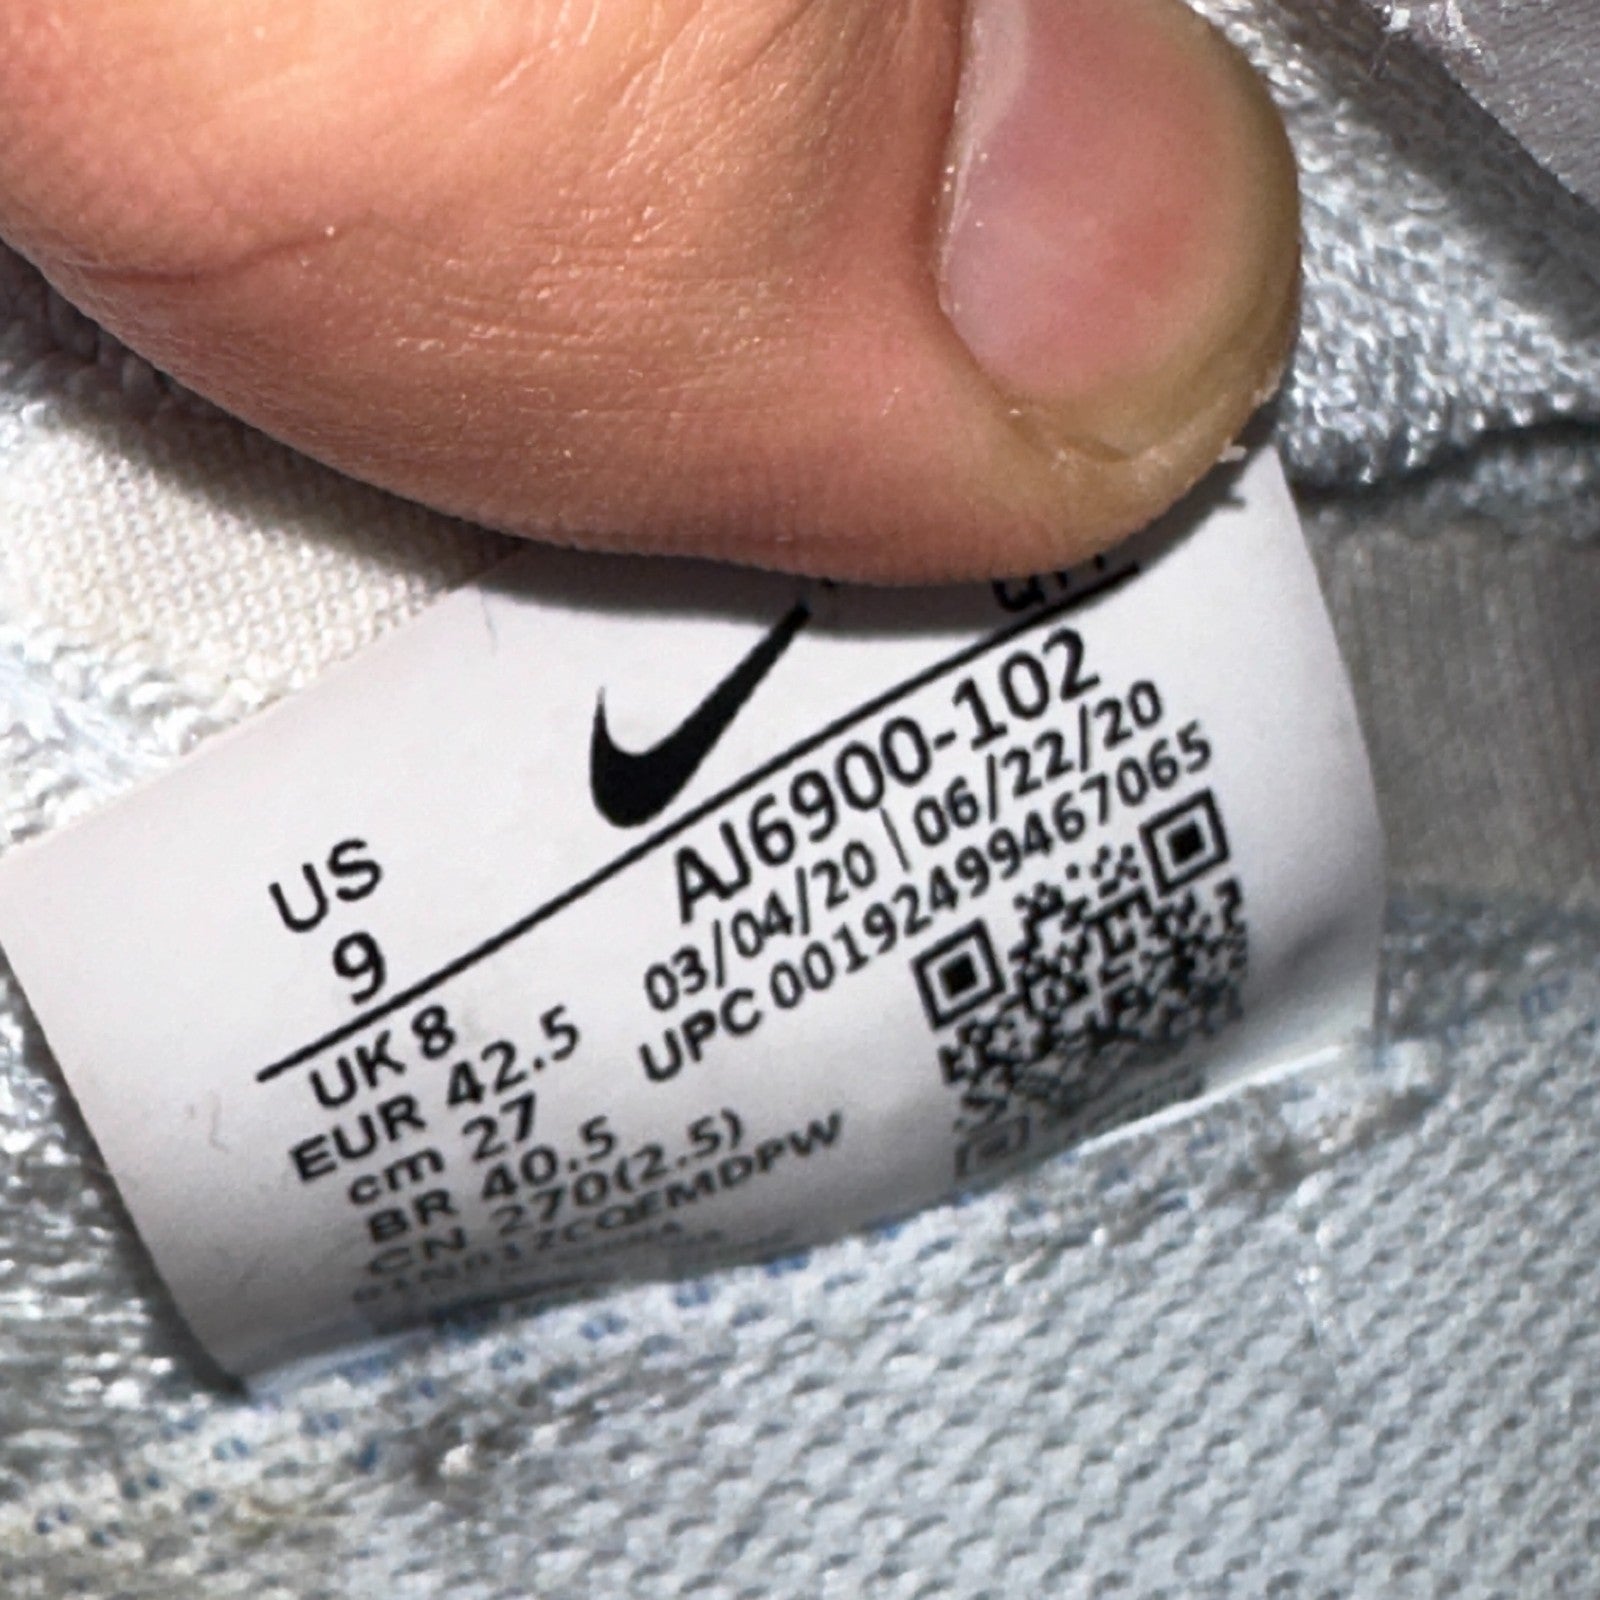 US
9
AJ6900-102
03/04/20 | 06/22/20
UPC 00192499467065
UK 8
EUR 42.5
cm 27
BR 40.5
CN 270(2.5)